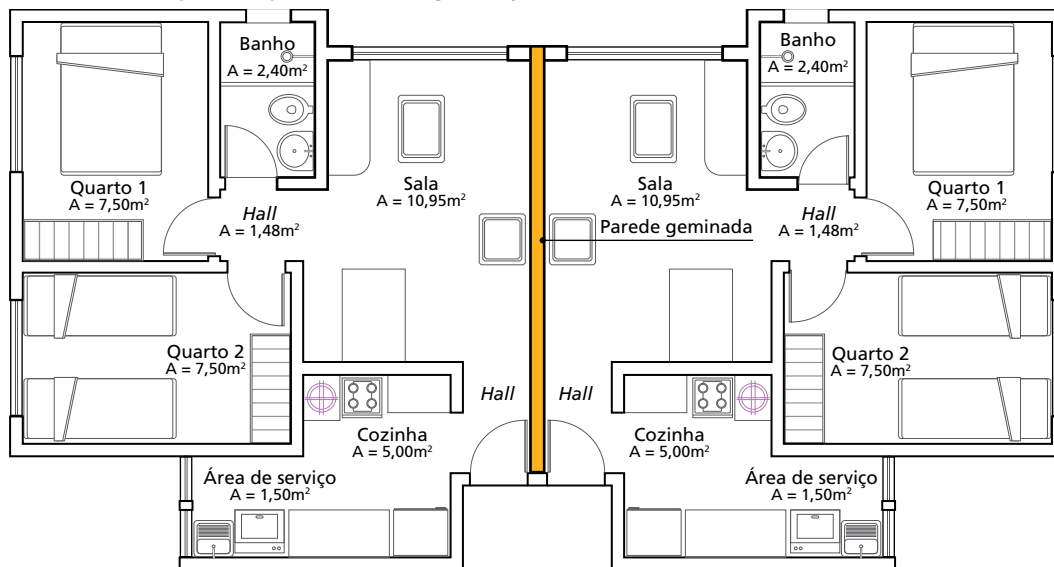 Banho
A = 2,40m²
Quarto 1
A = 7,50m²
Hall
A = 1,48m²
Sala
A = 10,95m²
Quarto 2
A = 7,50m²
Hall
Cozinha
A = 5,00m²
Área de serviço
A = 1,50m²
Parede geminada
Banho
A = 2,40m²
Sala
A = 10,95m²
Hall
A = 1,48m²
Quarto 1
A = 7,50m²
Quarto 2
A = 7,50m²
Hall
Cozinha
A = 5,00m²
Área de serviço
A = 1,50m²